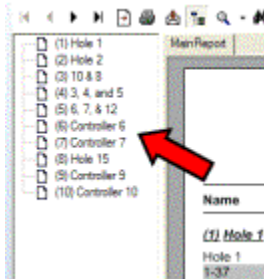 MainReport
(1) Hole 1
(2) Hole 2
(3) 10 & 8
(4) 3, 4, and 5
(5) 6, 7, & 12
(6) Controller 6
(7) Controller 7
(8) Hole 15
(9) Controller 9
(10) Controller 10
Name
(1) Hole 1
Hole 1
1-37